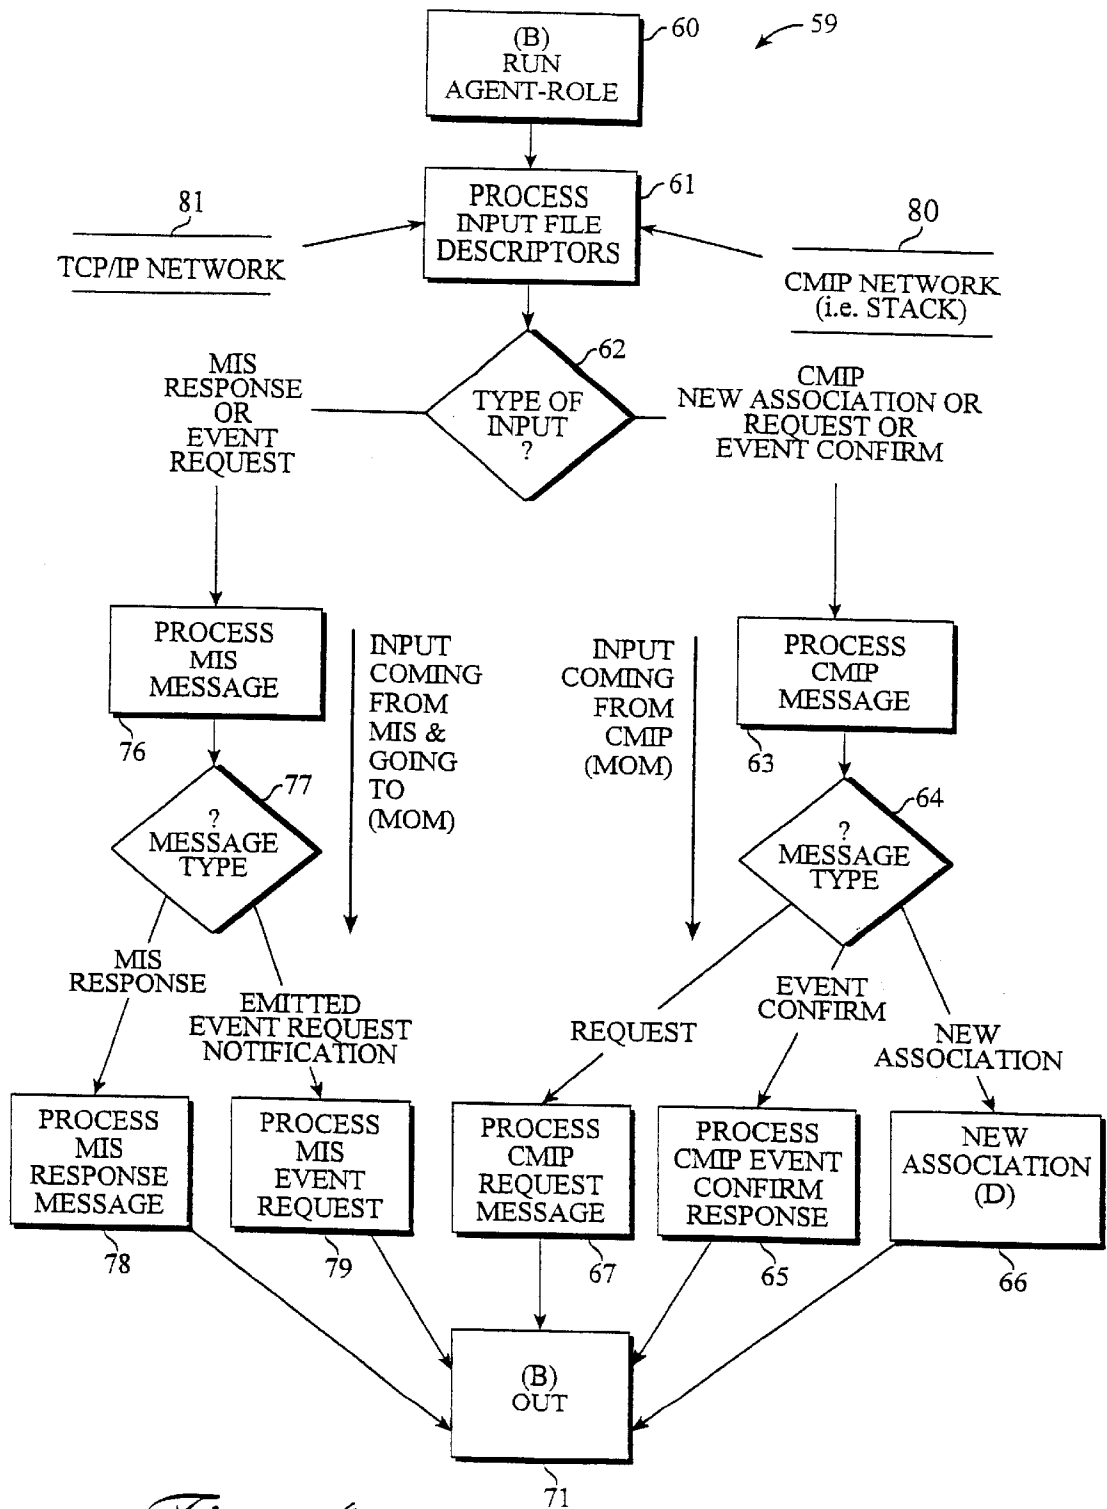 (B)
RUN
AGENT-ROLE
60
59
PROCESS
INPUT FILE
DESCRIPTORS
61
81
TCP/IP NETWORK
80
CMIP NETWORK
(i.e. STACK)
62
TYPE OF
INPUT
?
MIS
RESPONSE
OR
EVENT
REQUEST
CMIP
NEW ASSOCIATION OR
REQUEST OR
EVENT CONFIRM
PROCESS
MIS
MESSAGE
76
INPUT
COMING
FROM
MIS &
GOING
TO
(MOM)
INPUT
COMING
FROM
CMIP
(MOM)
PROCESS
CMIP
MESSAGE
63
77
?
MESSAGE
TYPE
64
?
MESSAGE
TYPE
MIS
RESPONSE
EMITTED
EVENT REQUEST
NOTIFICATION
REQUEST
EVENT
CONFIRM
NEW
ASSOCIATION
PROCESS
MIS
RESPONSE
MESSAGE
78
PROCESS
MIS
EVENT
REQUEST
79
PROCESS
CMIP
REQUEST
MESSAGE
67
PROCESS
CMIP EVENT
CONFIRM
RESPONSE
65
NEW
ASSOCIATION
(D)
66
(B)
OUT
71